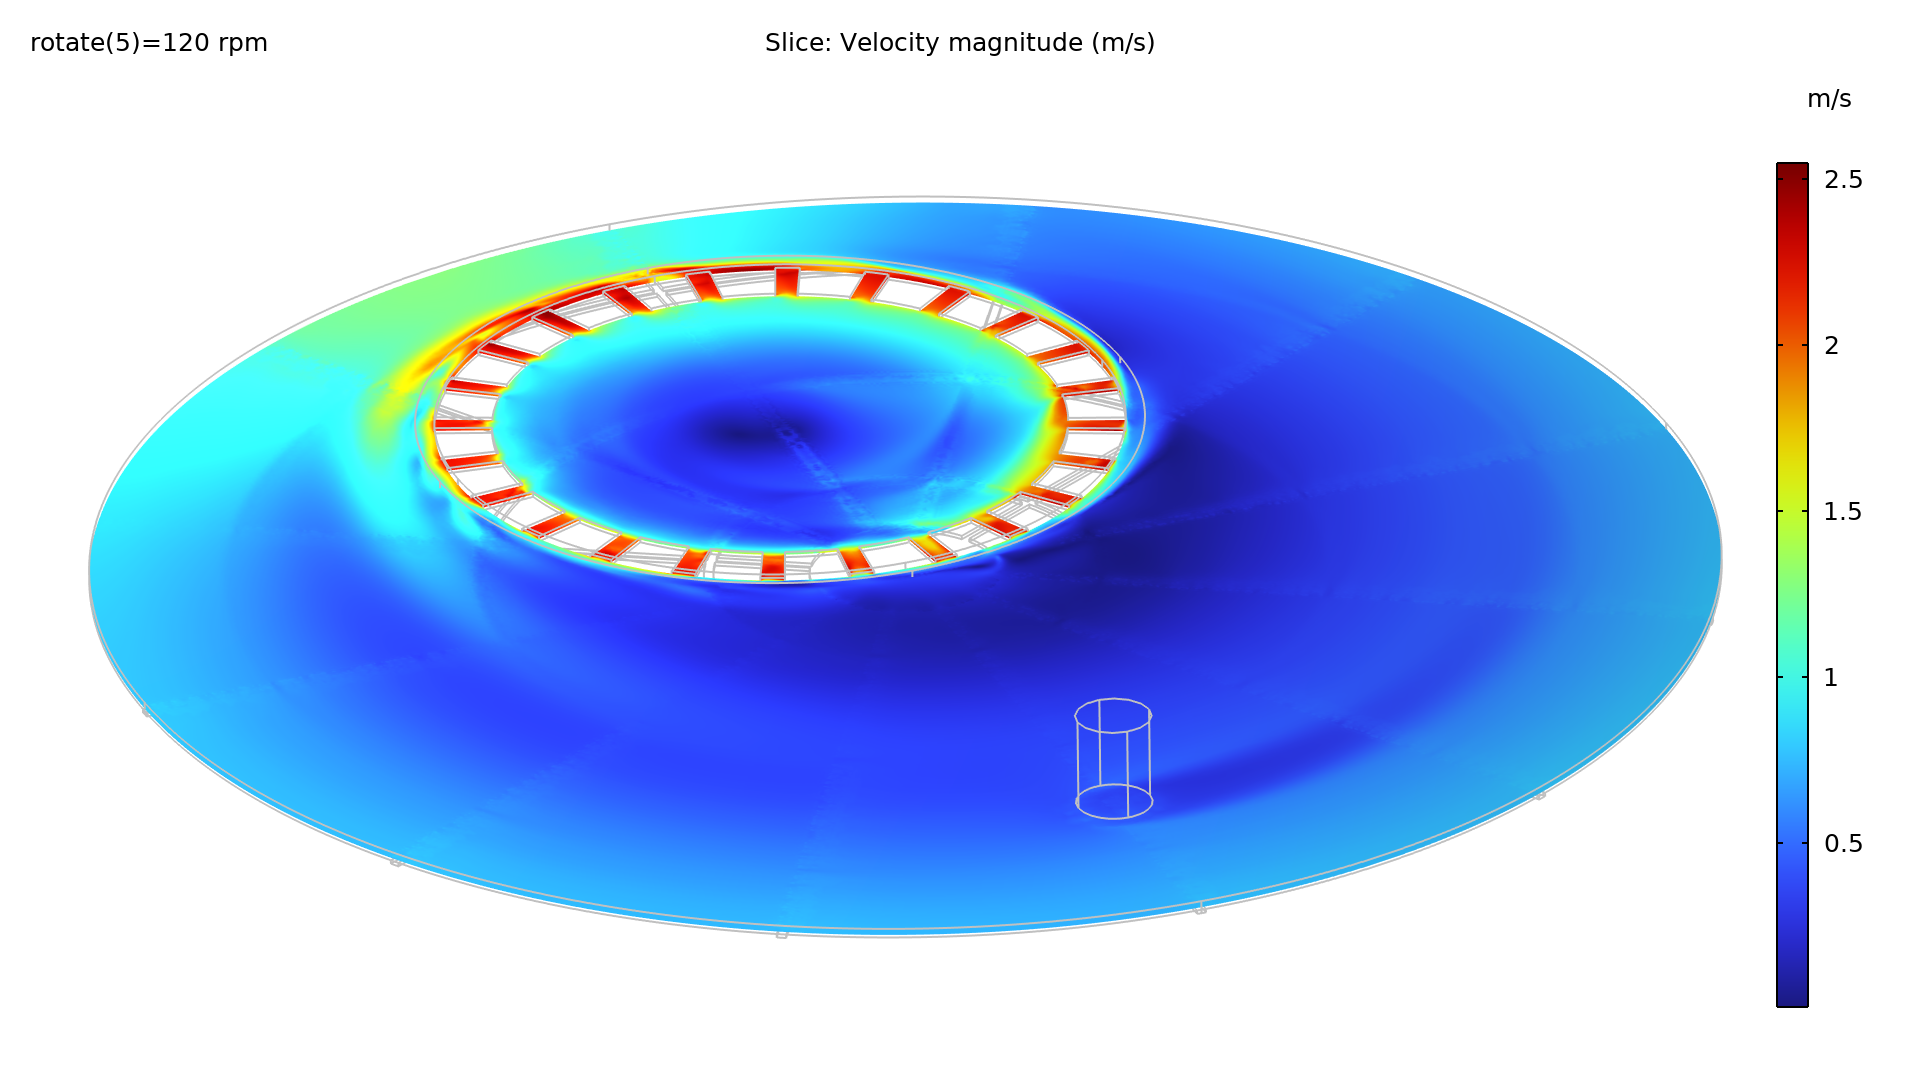 rotate(5)=120 rpm
Slice: Velocity magnitude (m/s)
m/s
2.5
2
1.5
1
0.5